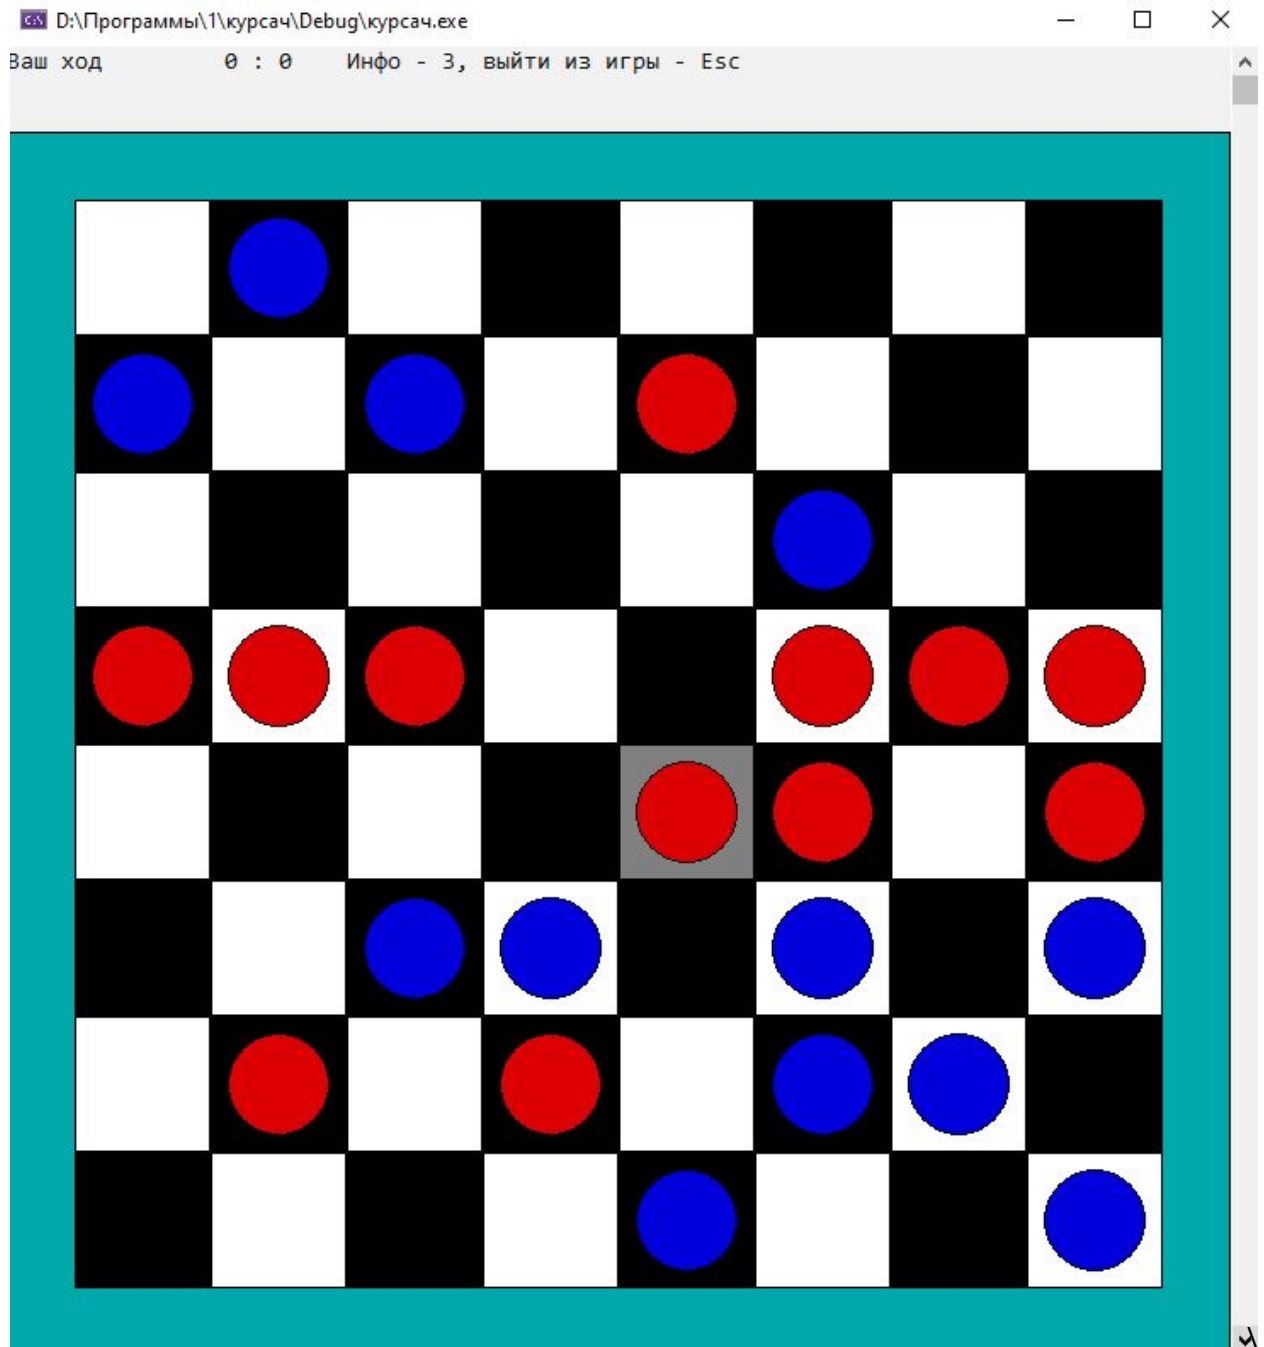 D:\Программы\1\курсач\Debug\курсач.exe
Ваш ход 0 : 0 Инфо - 3, выйти из игры - Esc